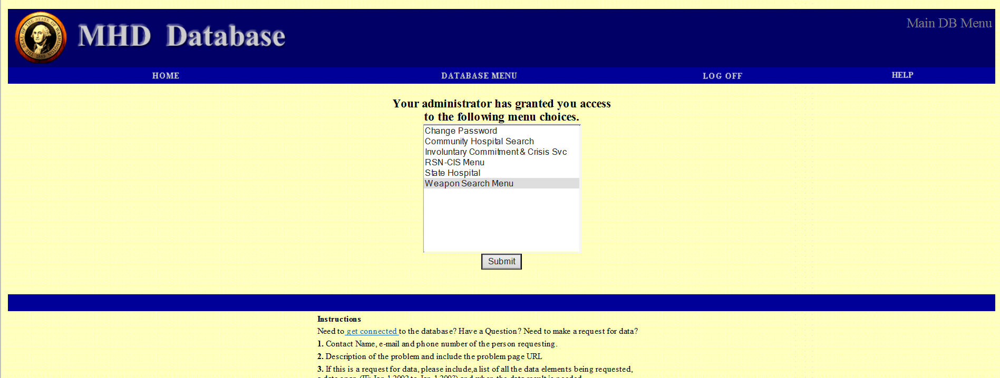 THE SEAL OF THE STATE OF WASHINGTON 1889
MHD Database
Main DB Menu
HOME DATABASE MENU LOG OFF HELP
Your administrator has granted you access
to the following menu choices.
Change Password
Community Hospital Search
Involuntary Commitment & Crisis Svc
RSN-CIS Menu
State Hospital
Weapon Search Menu
Submit
Instructions
Need to get connected to the database? Have a Question? Need to make a request for data?
1. Contact Name, e-mail and phone number of the person requesting.
2. Description of the problem and include the problem page URL
3. If this is a request for data, please include,a list of all the data elements being requested,